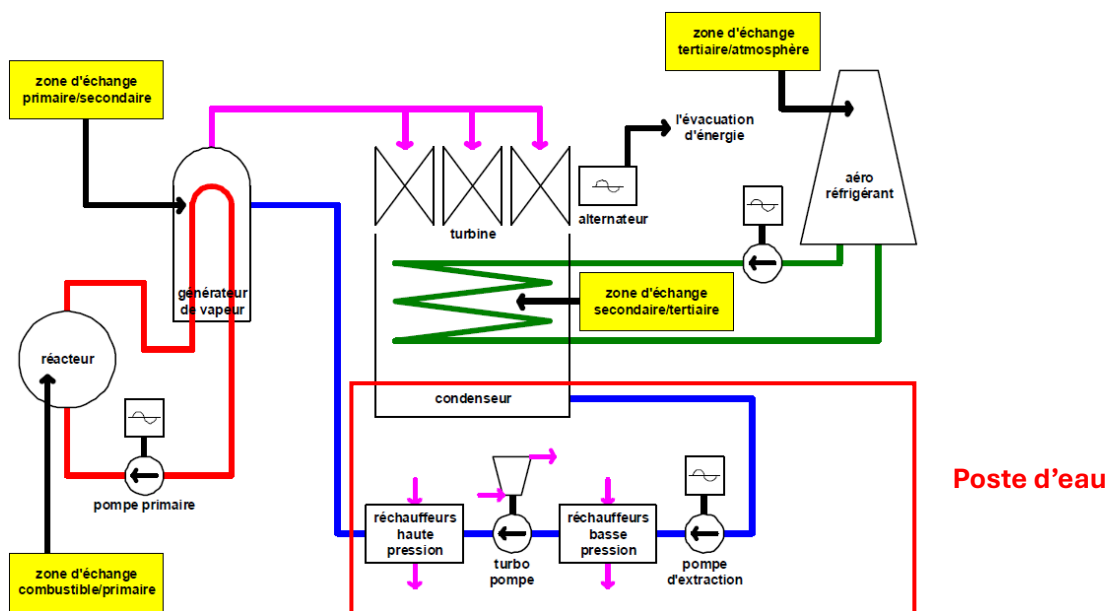 zone d'échange
tertiaire/atmosphère
zone d'échange
primaire/secondaire
l'évacuation
d'énergie
aéro
réfrigérant
alternateur
turbine
générateur
de vapeur
zone d'échange
secondaire/tertiaire
réacteur
condenseur
pompe primaire
Poste d'eau
réchauffeurs
haute
pression
turbo
pompe
réchauffeurs
basse
pression
pompe
d'extraction
zone d'échange
combustible/primaire